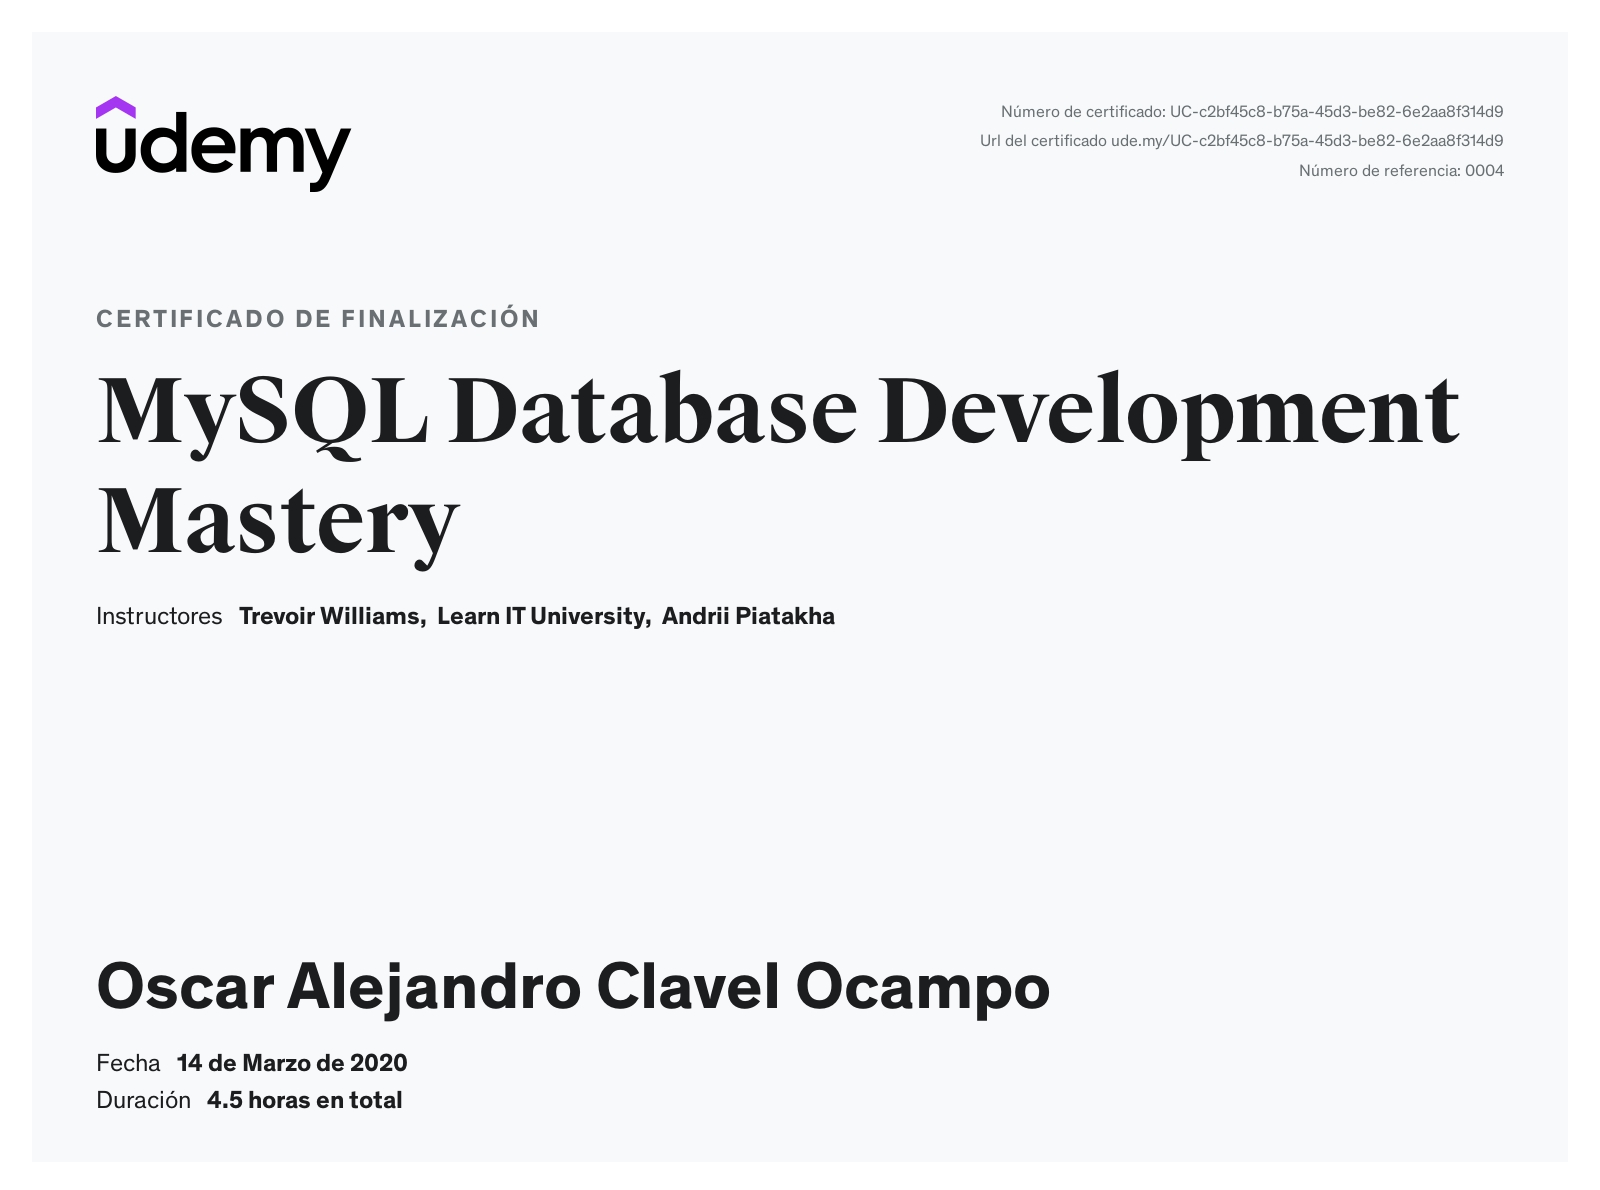 udemy
Número de certificado: UC-c2bf45c8-b75a-45d3-be82-6e2aa8f314d9
Url del certificado ude.my/UC-c2bf45c8-b75a-45d3-be82-6e2aa8f314d9
Número de referencia: 0004
CERTIFICADO DE FINALIZACIÓN
MySQL Database Development
Mastery
Instructores Trevoir Williams, Learn IT University, Andrii Piatakha
Oscar Alejandro Clavel Ocampo
Fecha 14 de Marzo de 2020
Duración 4.5 horas en total